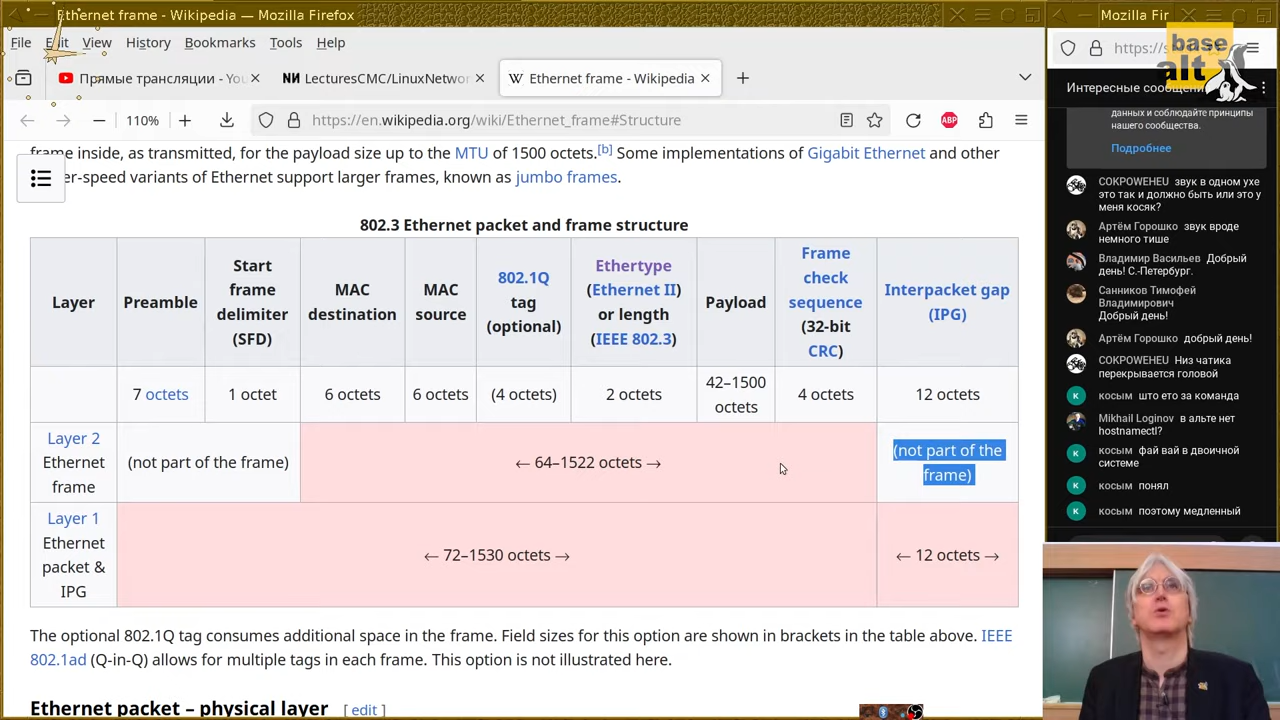 Ethernet frame - Wikipedia — Mozilla Firefox
File Edit View History Bookmarks Tools Help
Прямые трансляции - You
LecturesCMC/LinuxNetwor
Ethernet frame - Wikipedia
110%
https://en.wikipedia.org/wiki/Ethernet_frame#Structure
ABP
frame inside, as transmitted, for the payload size up to the MTU of 1500 octets.[b] Some implementations of Gigabit Ethernet and other
er-speed variants of Ethernet support larger frames, known as jumbo frames.
802.3 Ethernet packet and frame structure
Layer
Preamble
Start
frame
delimiter
(SFD)
MAC
destination
MAC
source
802.1Q
tag
(optional)
Ethertype
(Ethernet II)
or length
(IEEE 802.3)
Payload
Frame
check
sequence
(32-bit
CRC)
Interpacket gap
(IPG)
7 octets
1 octet
6 octets
6 octets
(4 octets)
2 octets
42–1500
octets
4 octets
12 octets
Layer 2
Ethernet
frame
(not part of the frame)
← 64–1522 octets →
(not part of the
frame)
Layer 1
Ethernet
packet &
IPG
← 72–1530 octets →
← 12 octets →
The optional 802.1Q tag consumes additional space in the frame. Field sizes for this option are shown in brackets in the table above. IEEE
802.1ad (Q-in-Q) allows for multiple tags in each frame. This option is not illustrated here.
Ethernet packet – physical layer [ edit ]
Mozilla Fir
https://s
base
alt
Интересные сообщени
данных и соблюдайте принципы
нашего сообщества.
Подробнее
COKPOWEHEU звук в одном ухе
это так и должно быть или это у
меня косяк?
Артём Горошко звук вроде
немного тише
Владимир Васильев Добрый
день! С.-Петербург.
Санников Тимофей
Владимирович
Добрый день!
Артём Горошко добрый день!
COKPOWEHEU Низ чатика
перекрывается головой
косым што ето за команда
Mikhail Loginov в альте нет
hostnamectl?
косым фай вай в двоичной
системе
косым понял
косым поэтому медленный